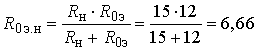 R₀э.н = (Rн · R₀э) / (Rн + R₀э) = (15 · 12) / (15 + 12) = 6,66